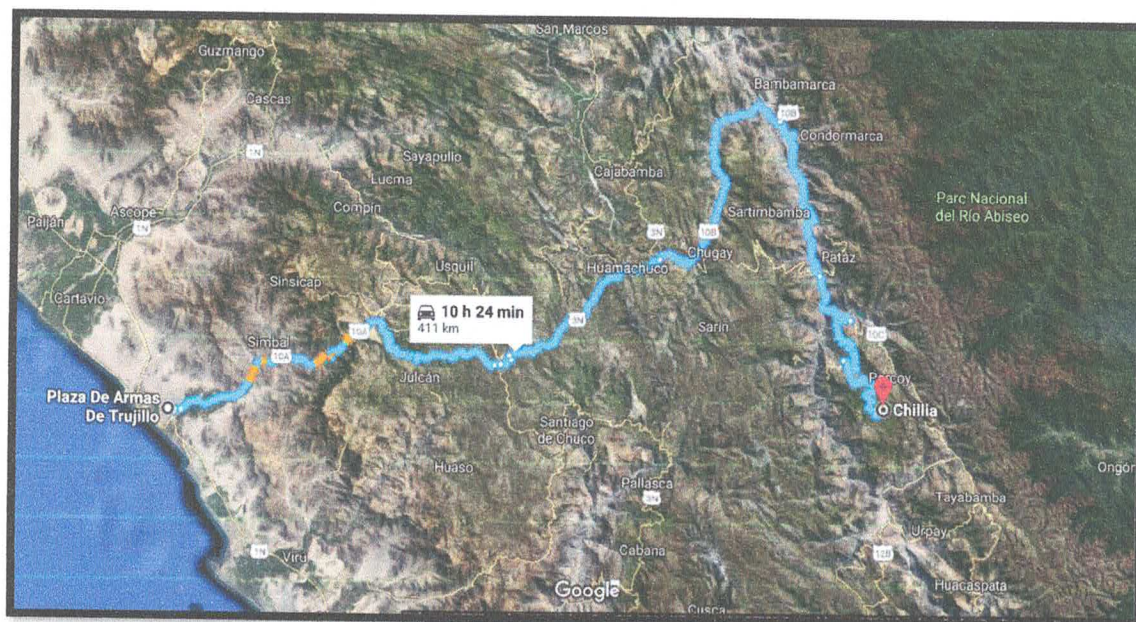 San Marcos
Guzmango
Bambamarca
Cascas
10B
Condormarca
1N
Sayapullo
Cajabamba
Lucma
Parc Nacional
del Río Abiseo
Paiján
Ascope
Compín
Sartimbamba
1N
3N
10B
Chugay
Usquil
Huamachuco
Pataz
Sinsicap
Cartavio
10 h 24 min
411 km
3N
10A
Sarin
10C
Simbal
10A
Julcán
Parcoy
Plaza De Armas
De Trujillo
Chillia
Santiago
de Chuco
Huaso
Pallasca
Ongón
3N
Tayabamba
Urpay
Virú
1N
Cabana
12B
Google
Huacaspata
Cusca